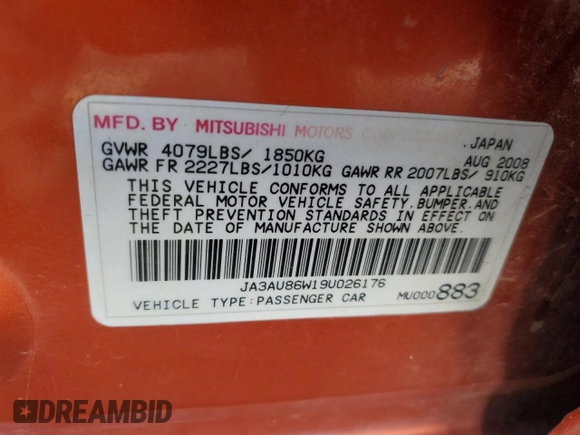 MFD. BY MITSUBISHI MOTORS CORPORATION, JAPAN
GVWR 4079LBS/ 1850KG AUG 2008
GAWR FR 2227LBS/1010KG GAWR RR 2007LBS/ 910KG
THIS VEHICLE CONFORMS TO ALL APPLICABLE
FEDERAL MOTOR VEHICLE SAFETY.BUMPER.AND
THEFT PREVENTION STANDARDS IN EFFECT ON
THE DATE OF MANUFACTURE SHOWN ABOVE.
JA3AU86W19U026176
VEHICLE TYPE:PASSENGER CAR MU000883
DREAMBID